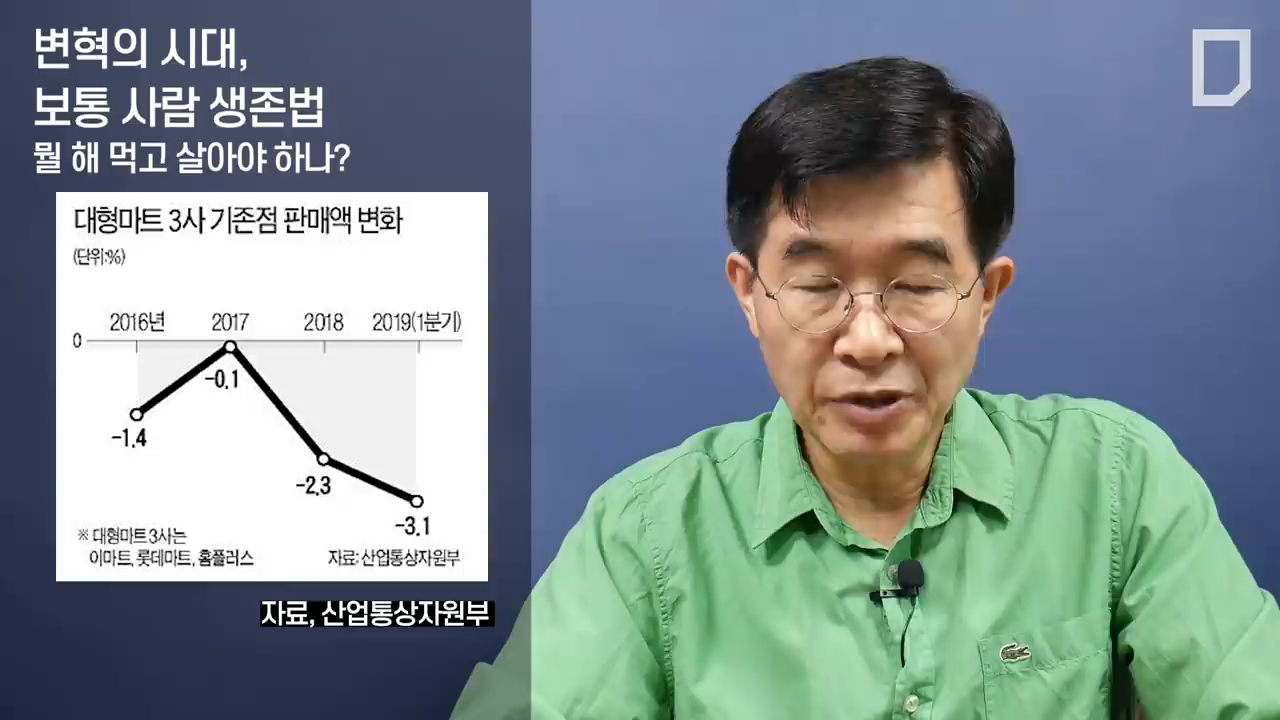 변혁의 시대,
보통 사람 생존법
뭘 해 먹고 살아야 하나?
대형마트 3사 기존점 판매액 변화
(단위:%)
2016년 2017 2018 2019(1분기)
0
-0.1
-1.4
-2.3
-3.1
※ 대형마트 3사는
이마트, 롯데마트, 홈플러스 자료: 산업통상자원부
자료, 산업통상자원부